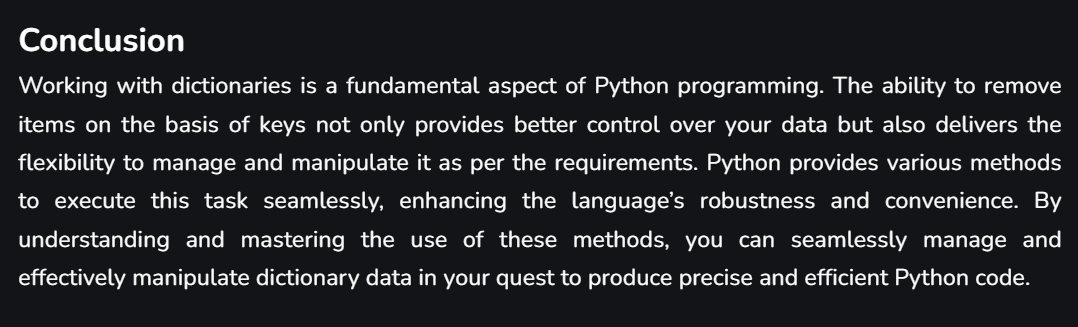 Conclusion
Working with dictionaries is a fundamental aspect of Python programming. The ability to remove
items on the basis of keys not only provides better control over your data but also delivers the
flexibility to manage and manipulate it as per the requirements. Python provides various methods
to execute this task seamlessly, enhancing the language’s robustness and convenience. By
understanding and mastering the use of these methods, you can seamlessly manage and
effectively manipulate dictionary data in your quest to produce precise and efficient Python code.